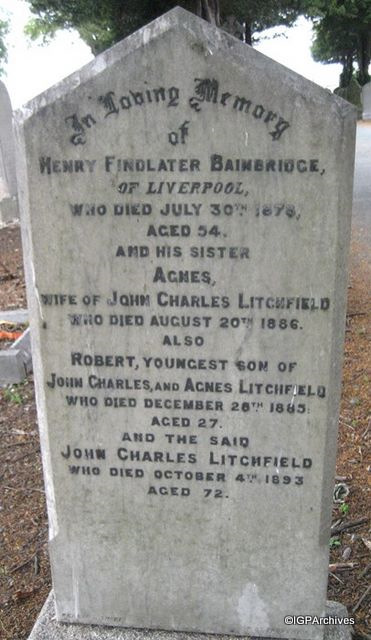 In Loving Memory
of
HENRY FINDLATER BAINBRIDGE,
OF LIVERPOOL,
WHO DIED JULY 30TH 1879,
AGED 54.
AND HIS SISTER
AGNES,
WIFE OF JOHN CHARLES LITCHFIELD
WHO DIED AUGUST 20TH 1886.
ALSO
ROBERT, YOUNGEST SON OF
JOHN CHARLES, AND AGNES LITCHFIELD
WHO DIED DECEMBER 28TH 1885.
AGED 27.
AND THE SAID
JOHN CHARLES LITCHFIELD
WHO DIED OCTOBER 4TH 1893
AGED 72.
©IGPArchives